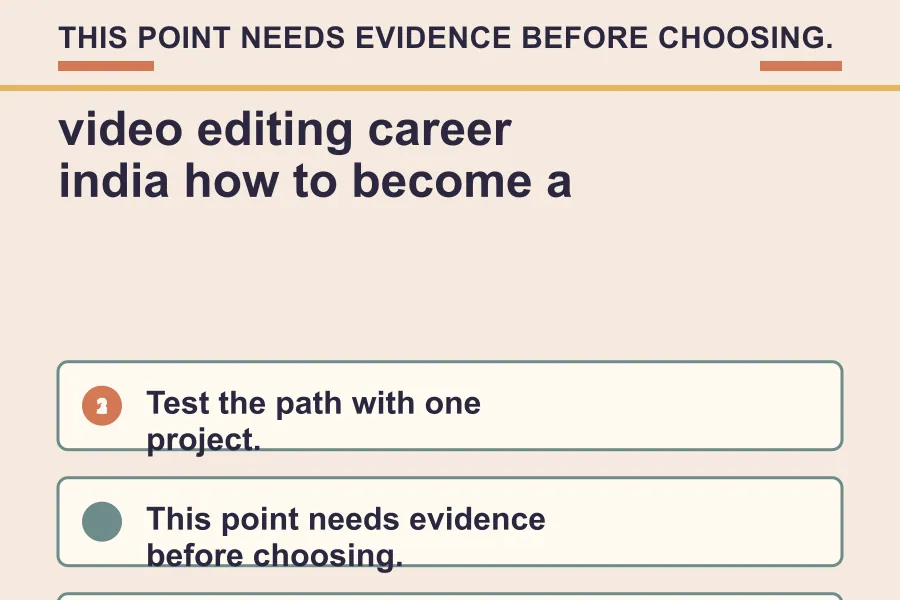 THIS POINT NEEDS EVIDENCE BEFORE CHOOSING.
video editing career
india how to become a
Test the path with one
project.
This point needs evidence
before choosing.